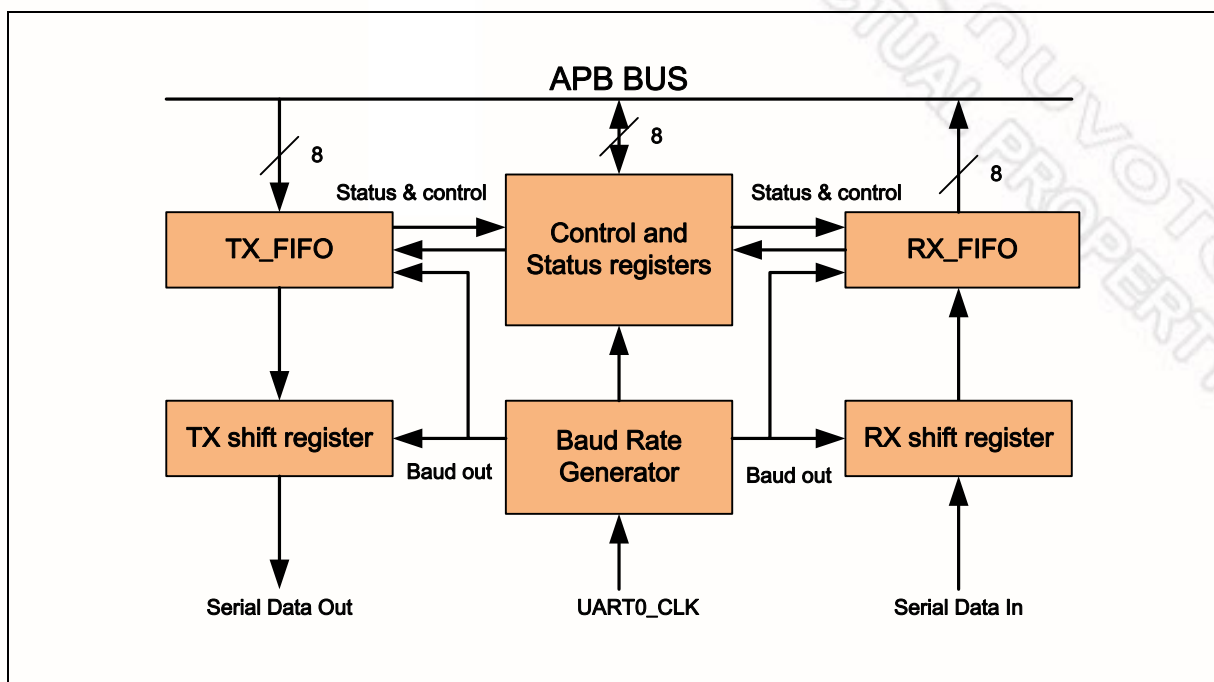 APB BUS
8
8
8
Status & control
Status & control
TX_FIFO
Control and
Status registers
RX_FIFO
TX shift register
Baud Rate
Generator
RX shift register
Baud out
Baud out
Serial Data Out
UART0_CLK
Serial Data In